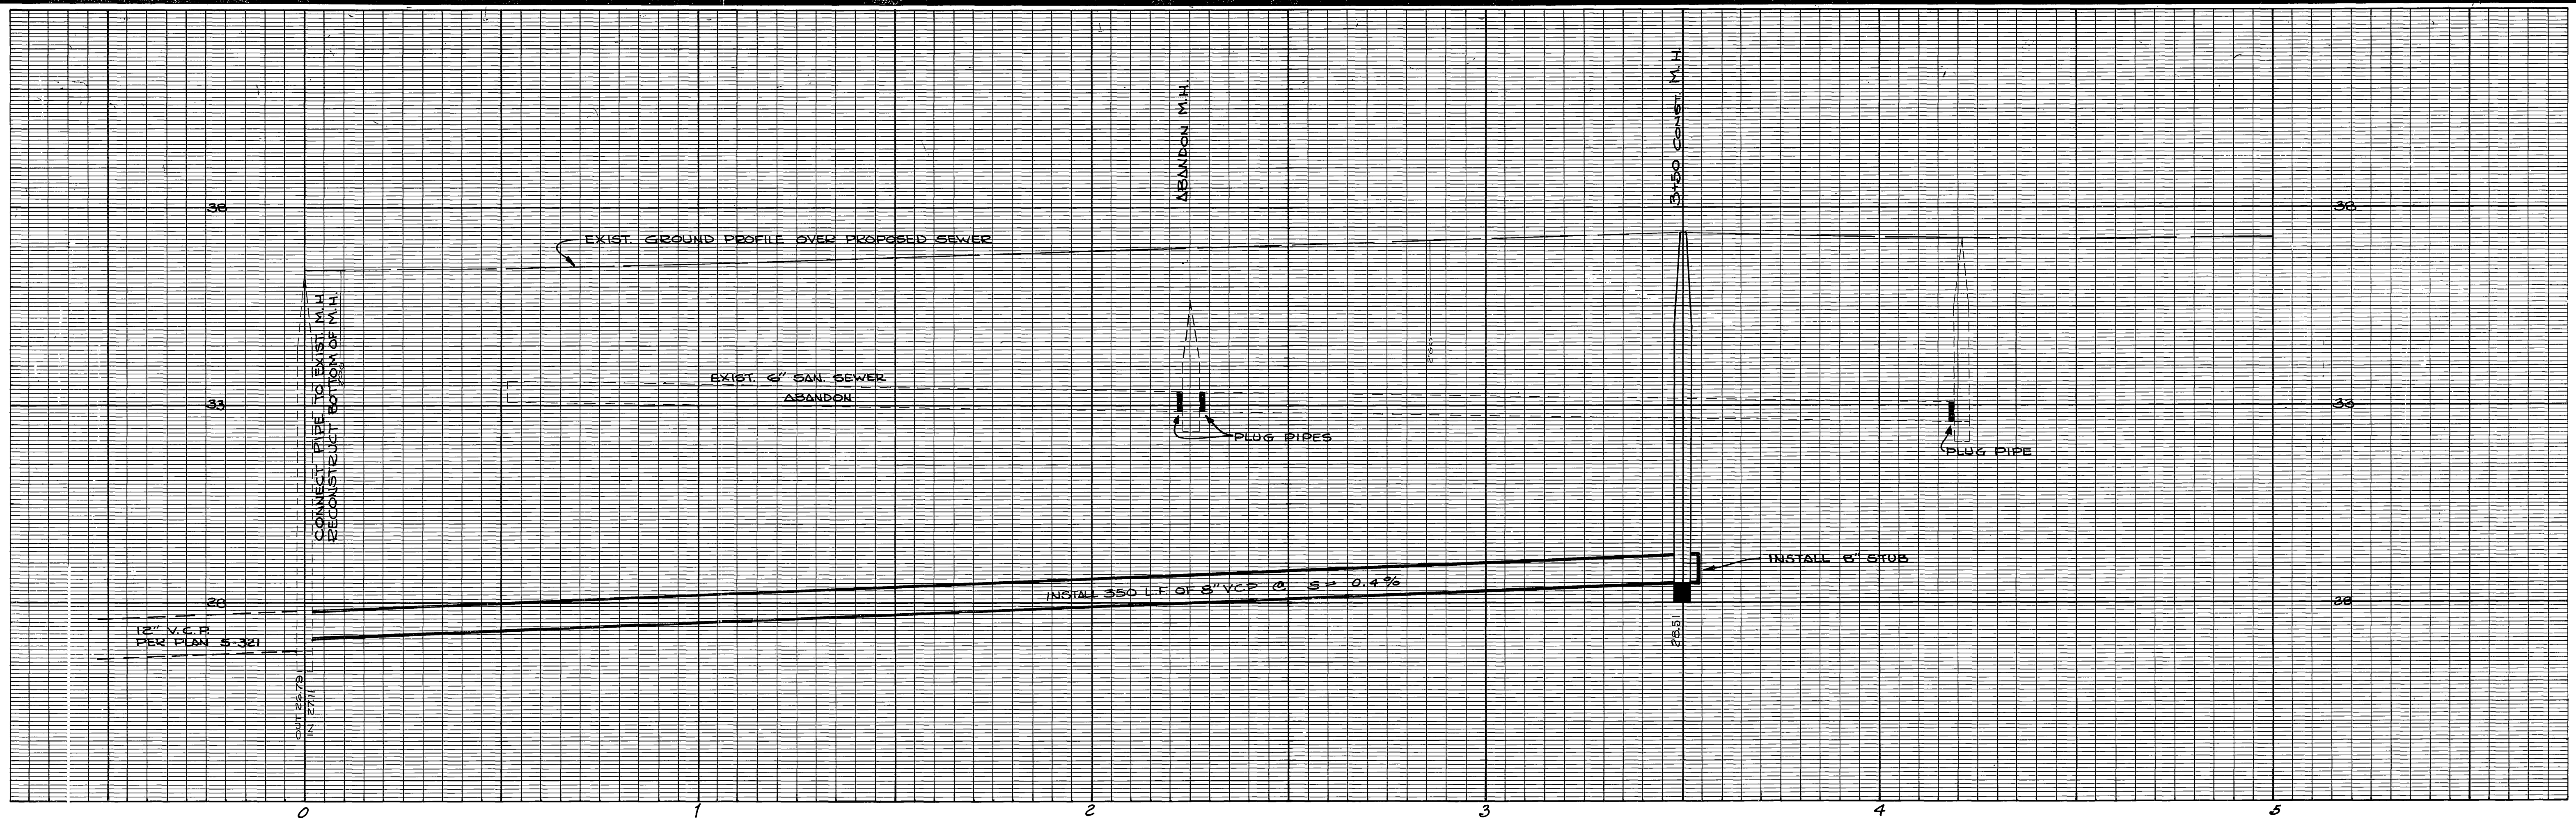 ABANDON M.H.
3+50 CONST. M.H.
38
38
EXIST. GROUND PROFILE OVER PROPOSED SEWER
CONNECT PIPE TO EXIST. M.H.
RECONSTRUCT BOTTOM OF M.H.
EXIST. 6" SAN. SEWER
ABANDON
33
33
PLUG PIPES
PLUG PIPE
INSTALL 8" STUB
INSTALL 350 L.F. OF 8" VCP @ S = 0.4%
28
28
12" V.C.P.
PER PLAN S-321
28.51
OUT 26.79
IN 27.11
0 1 2 3 4 5